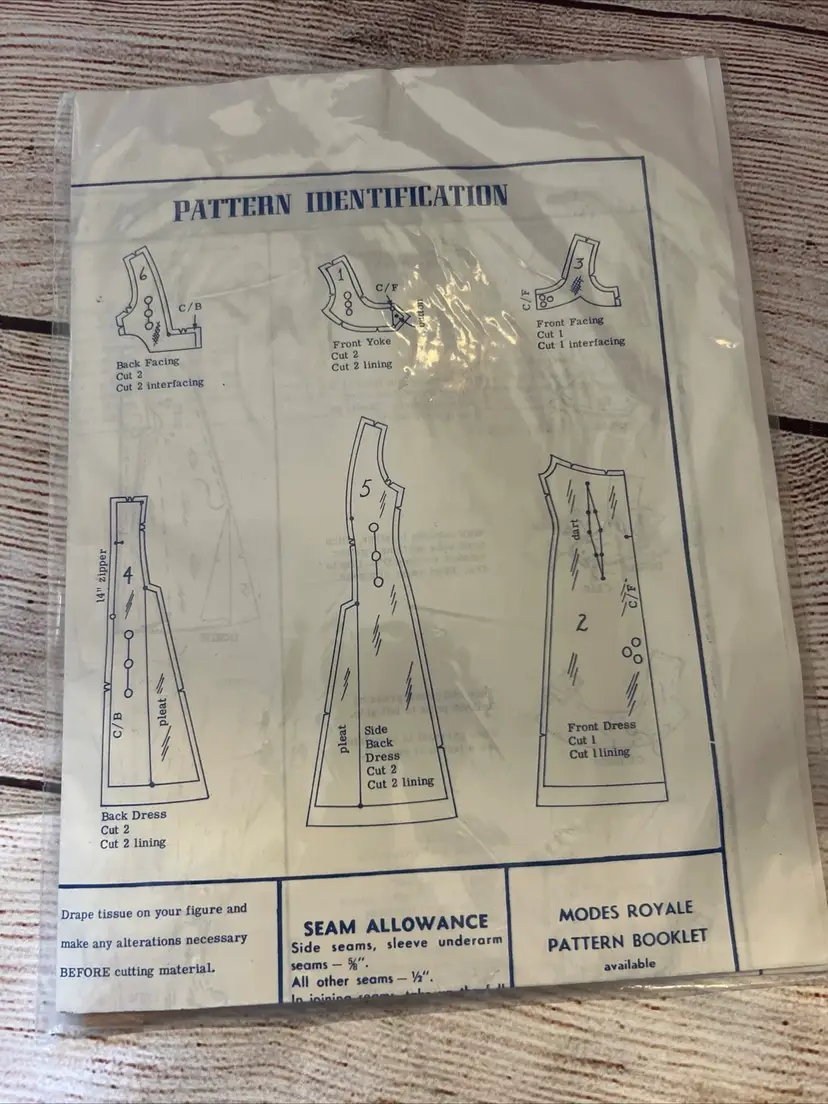 PATTERN IDENTIFICATION
6
C/B
Back Facing
Cut 2
Cut 2 interfacing
1
C/F
Front Yoke
Cut 2
Cut 2 lining
3
C/F
Front Facing
Cut 1
Cut 1 interfacing
14" zipper
4
C/B
pleat
Back Dress
Cut 2
Cut 2 lining
5
pleat
Side
Back
Dress
Cut 2
Cut 2 lining
dart
C/F
2
Front Dress
Cut 1
Cut 1 lining
Drape tissue on your figure and
make any alterations necessary
BEFORE cutting material.
SEAM ALLOWANCE
Side seams, sleeve underarm
seams — ⅝".
All other seams — ½".
In joining seams, take
MODES ROYALE
PATTERN BOOKLET
available